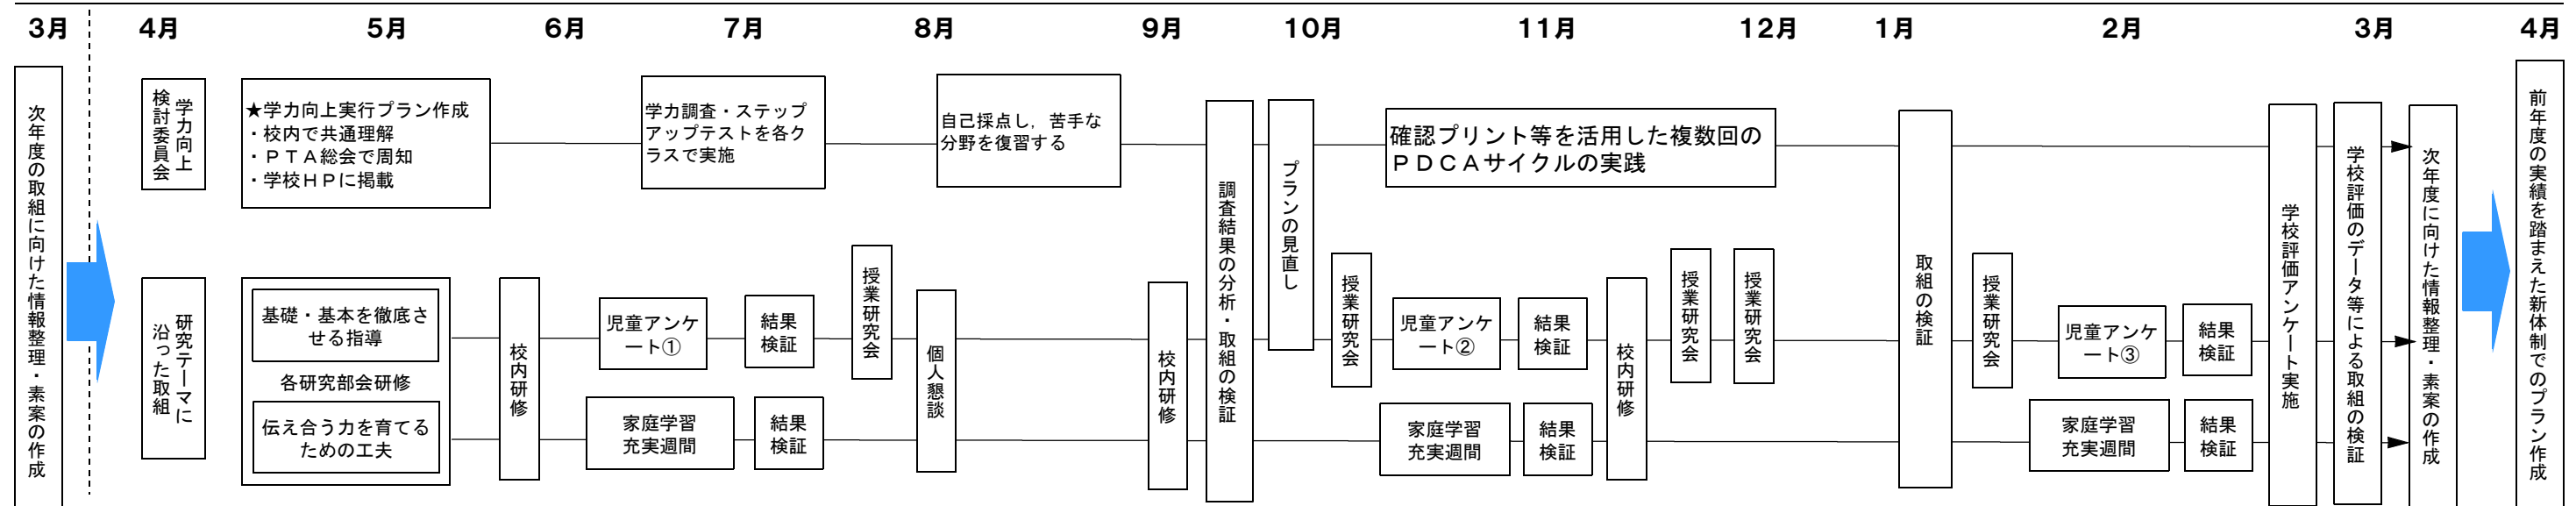 3月
4月
5月
6月
7月
8月
9月
10月
11月
12月
1月
2月
3月
4月
次年度の取組に向けた情報整理・素案の作成
学力向上
検討委員会
★学力向上実行プラン作成
・校内で共通理解
・ＰＴＡ総会で周知
・学校ＨＰに掲載
学力調査・ステップ
アップテストを各ク
ラスで実施
自己採点し，苦手な
分野を復習する
調査結果の分析・取組の検証
プランの見直し
確認プリント等を活用した複数回の
ＰＤＣＡサイクルの実践
取組の検証
学校評価アンケート実施
学校評価のデータ等による取組の検証
次年度に向けた情報整理・素案の作成
前年度の実績を踏まえた新体制でのプラン作成
研究テーマに
沿った取組
基礎・基本を徹底さ
せる指導
各研究部会研修
伝え合う力を育てる
ための工夫
校内研修
児童アンケ
ート①
結果
検証
家庭学習
充実週間
結果
検証
授業研究会
個人懇談
校内研修
授業研究会
児童アンケ
ート②
結果
検証
家庭学習
充実週間
結果
検証
校内研修
授業研究会
授業研究会
授業研究会
児童アンケ
ート③
結果
検証
家庭学習
充実週間
結果
検証